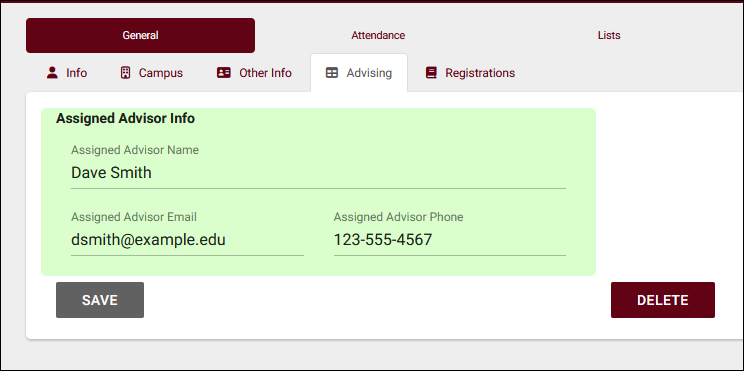 General Attendance Lists
Info Campus Other Info Advising Registrations
Assigned Advisor Info
Assigned Advisor Name
Dave Smith
Assigned Advisor Email Assigned Advisor Phone
dsmith@example.edu 123-555-4567
SAVE DELETE